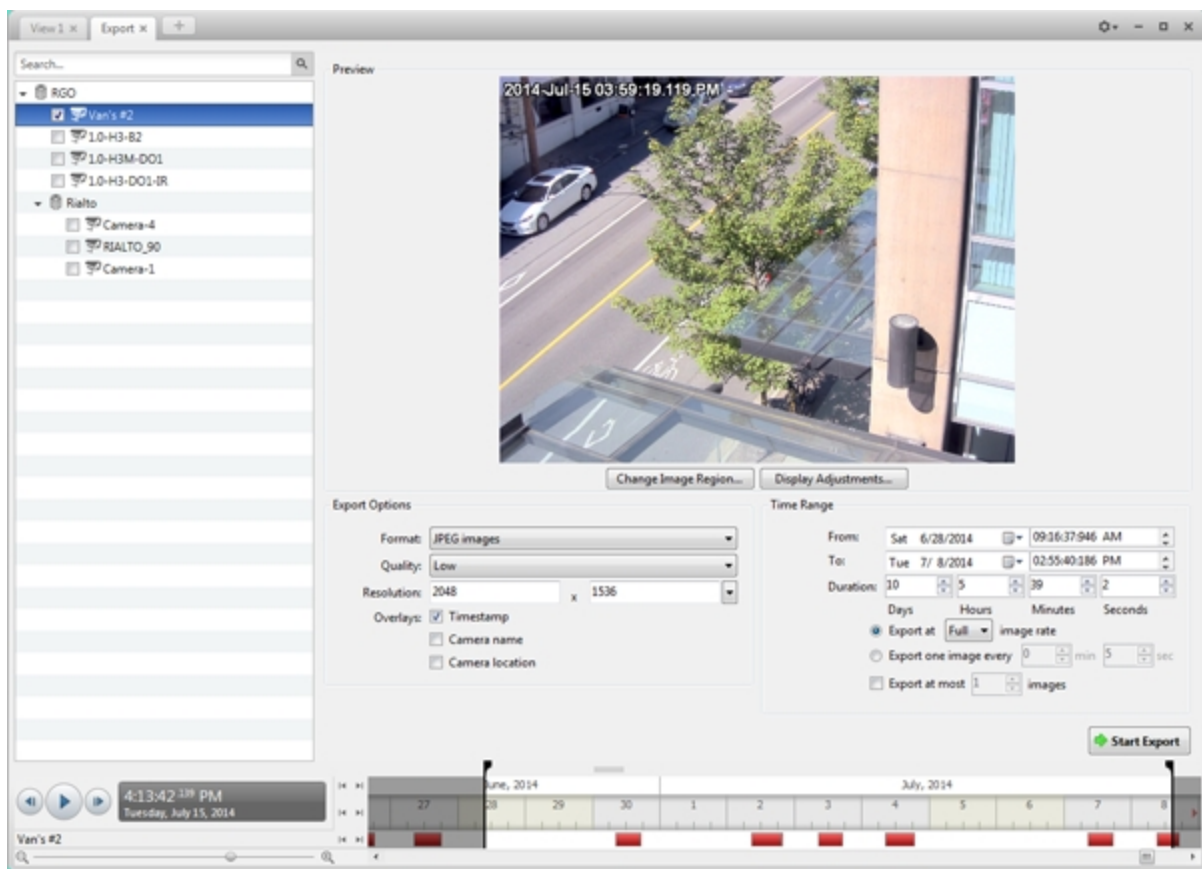 View 1 Export
Search...
RGO
Van's #2
1.0-H3-B2
1.0-H3M-DO1
1.0-H3-DO1-IR
Rialto
Camera-4
RIALTO_90
Camera-1
Preview
2014-Jul-15 03:59:19.119 PM
Change Image Region... Display Adjustments...
Export Options
Format: JPEG images
Quality: Low
Resolution: 2048 x 1536
Overlays: Timestamp
Camera name
Camera location
Time Range
From: Sat 6/28/2014 09:16:37:946 AM
To: Tue 7/ 8/2014 02:55:40:186 PM
Duration: 10 5 39 2
Days Hours Minutes Seconds
Export at Full image rate
Export one image every 0 min 5 sec
Export at most 1 images
Start Export
4:13:42.139 PM
Tuesday, July 15, 2014
June, 2014 July, 2014
27 28 29 30 1 2 3 4 5 6 7 8
Van's #2